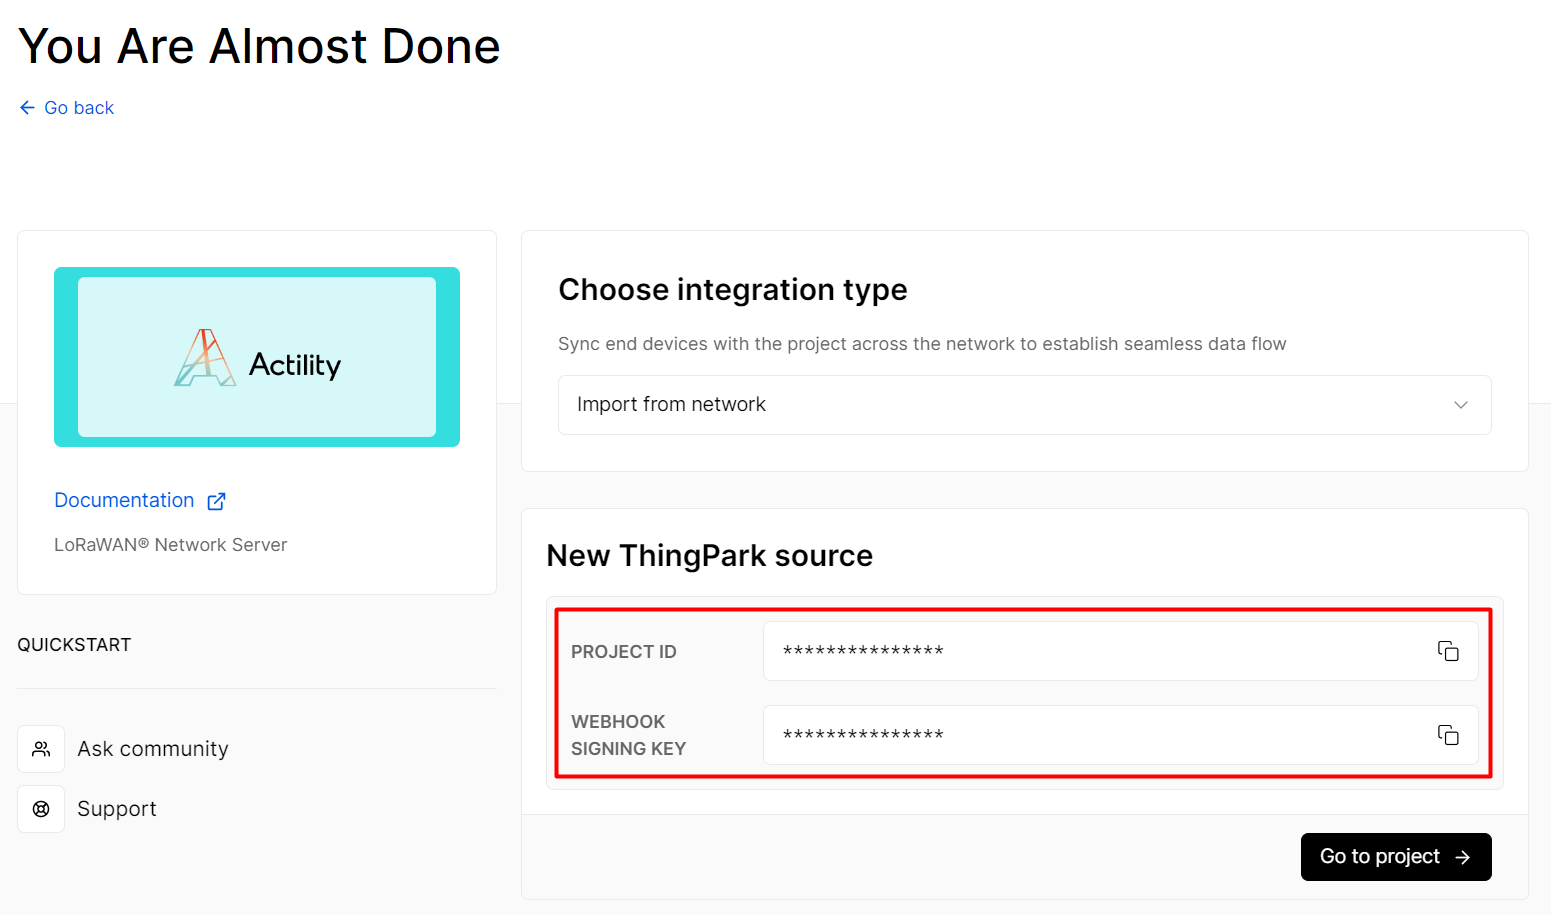 You Are Almost Done
Go back
Actility
Documentation
LoRaWAN® Network Server
QUICKSTART
Ask community
Support
Choose integration type
Sync end devices with the project across the network to establish seamless data flow
Import from network
New ThingPark source
PROJECT ID
***************
WEBHOOK
SIGNING KEY
***************
Go to project